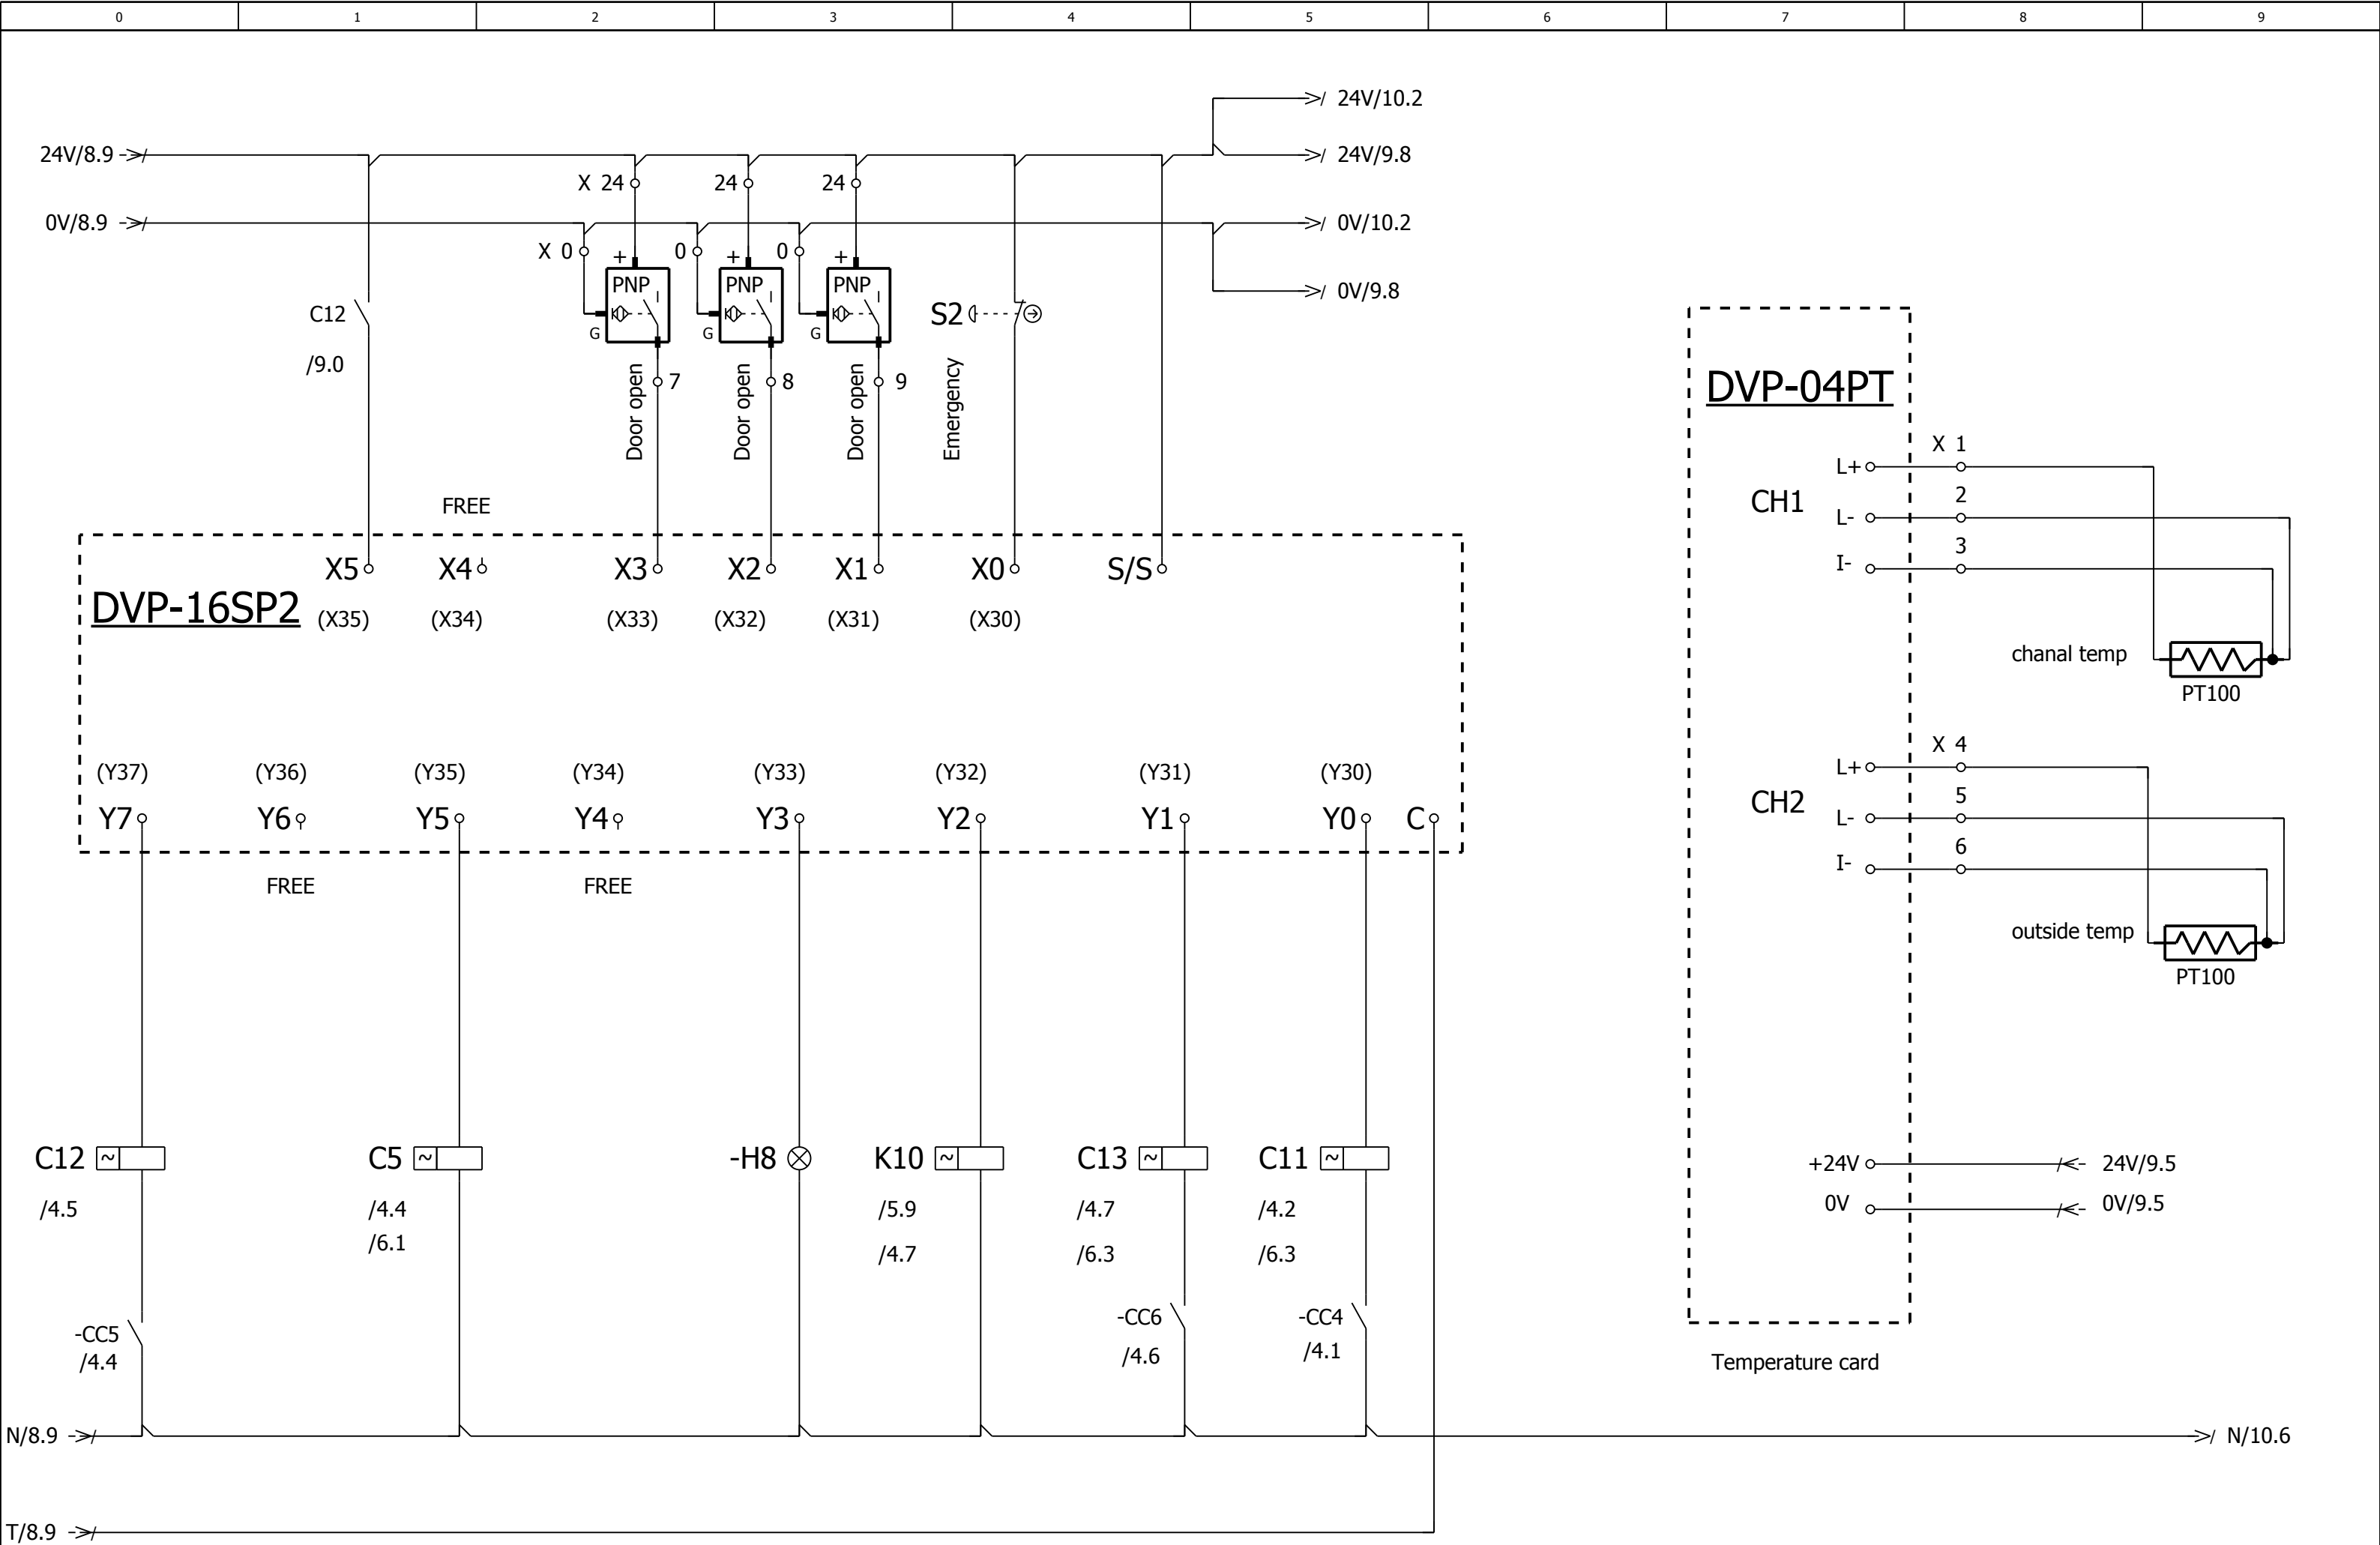 0 1 2 3 4 5 6 7 8 9
24V/10.2
24V/8.9
24V/9.8
X 24 24 24
0V/8.9
0V/10.2
X 0 0 0
+ + +
PNP PNP PNP
0V/9.8
C12
S2
G G G
/9.0
7 8 9
Door open
Door open
Door open
Emergency
DVP-04PT
X 1
L+
CH1
2
L-
3
I-
FREE
X5 X4 X3 X2 X1 X0 S/S
DVP-16SP2
(X35) (X34) (X33) (X32) (X31) (X30)
chanal temp
PT100
X 4
L+
CH2
5
L-
6
I-
(Y37) (Y36) (Y35) (Y34) (Y33) (Y32) (Y31) (Y30)
Y7 Y6 Y5 Y4 Y3 Y2 Y1 Y0 C
FREE FREE
outside temp
PT100
C12 ~ C5 ~ -H8 K10 ~ C13 ~ C11 ~
+24V 24V/9.5
/4.5 /4.4 /5.9 /4.7 /4.2
0V 0V/9.5
/6.1 /4.7 /6.3 /6.3
-CC5 -CC6 -CC4
/4.4 /4.6 /4.1
Temperature card
N/8.9 N/10.6
T/8.9